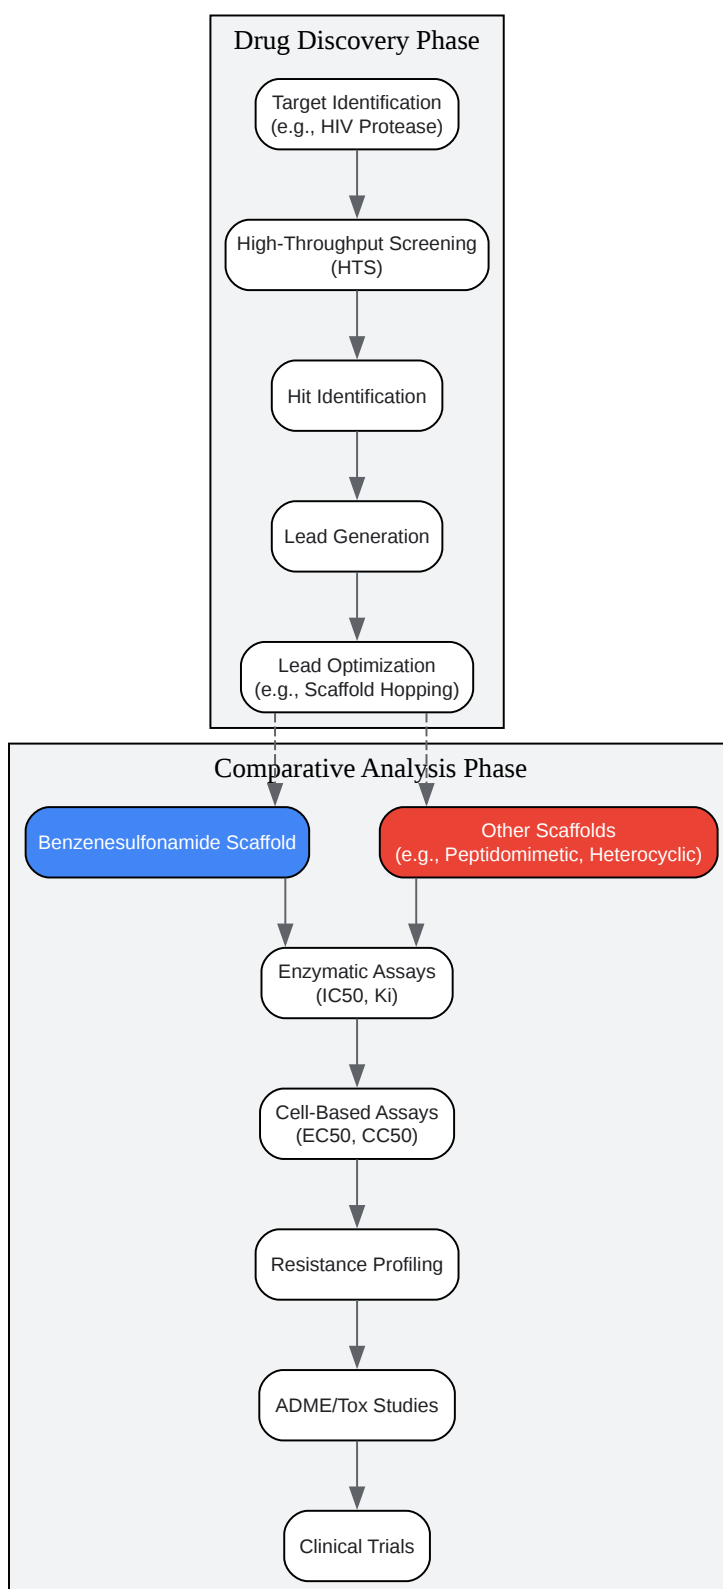 Drug Discovery Phase
Target Identification
(e.g., HIV Protease)
High-Throughput Screening
(HTS)
Hit Identification
Lead Generation
Lead Optimization
(e.g., Scaffold Hopping)
Comparative Analysis Phase
Benzenesulfonamide Scaffold
Other Scaffolds
(e.g., Peptidomimetic, Heterocyclic)
Enzymatic Assays
(IC50, Ki)
Cell-Based Assays
(EC50, CC50)
Resistance Profiling
ADME/Tox Studies
Clinical Trials